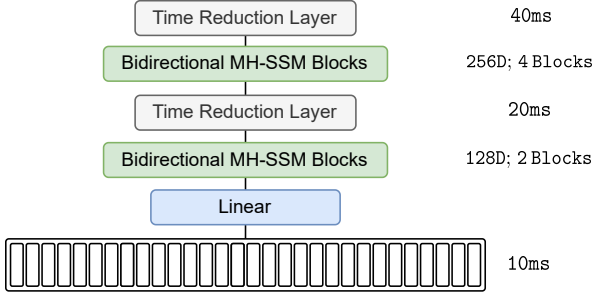 Time Reduction Layer 40ms
Bidirectional MH-SSM Blocks 256D; 4 Blocks
Time Reduction Layer 20ms
Bidirectional MH-SSM Blocks 128D; 2 Blocks
Linear
10ms